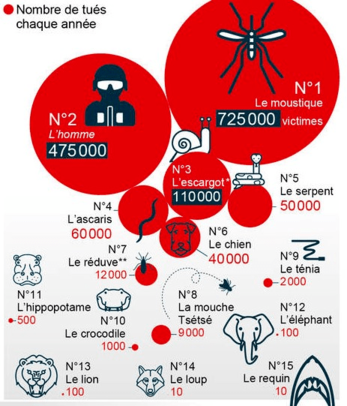 Nombre de tués
chaque année
N°1
Le moustique
725000 victimes
N°2
L'homme
475000
N°3
L'escargot*
110000
N°5
Le serpent
50000
N°4
L'ascaris
60000
N°6
Le chien
40000
N°7
Le réduve**
12000
N°9
Le ténia
2000
N°8
La mouche
Tsétsé
9000
N°11
L'hippopotame
500
N°10
Le crocodile
1000
N°12
L'éléphant
100
N°13
Le lion
100
N°14
Le loup
10
N°15
Le requin
10